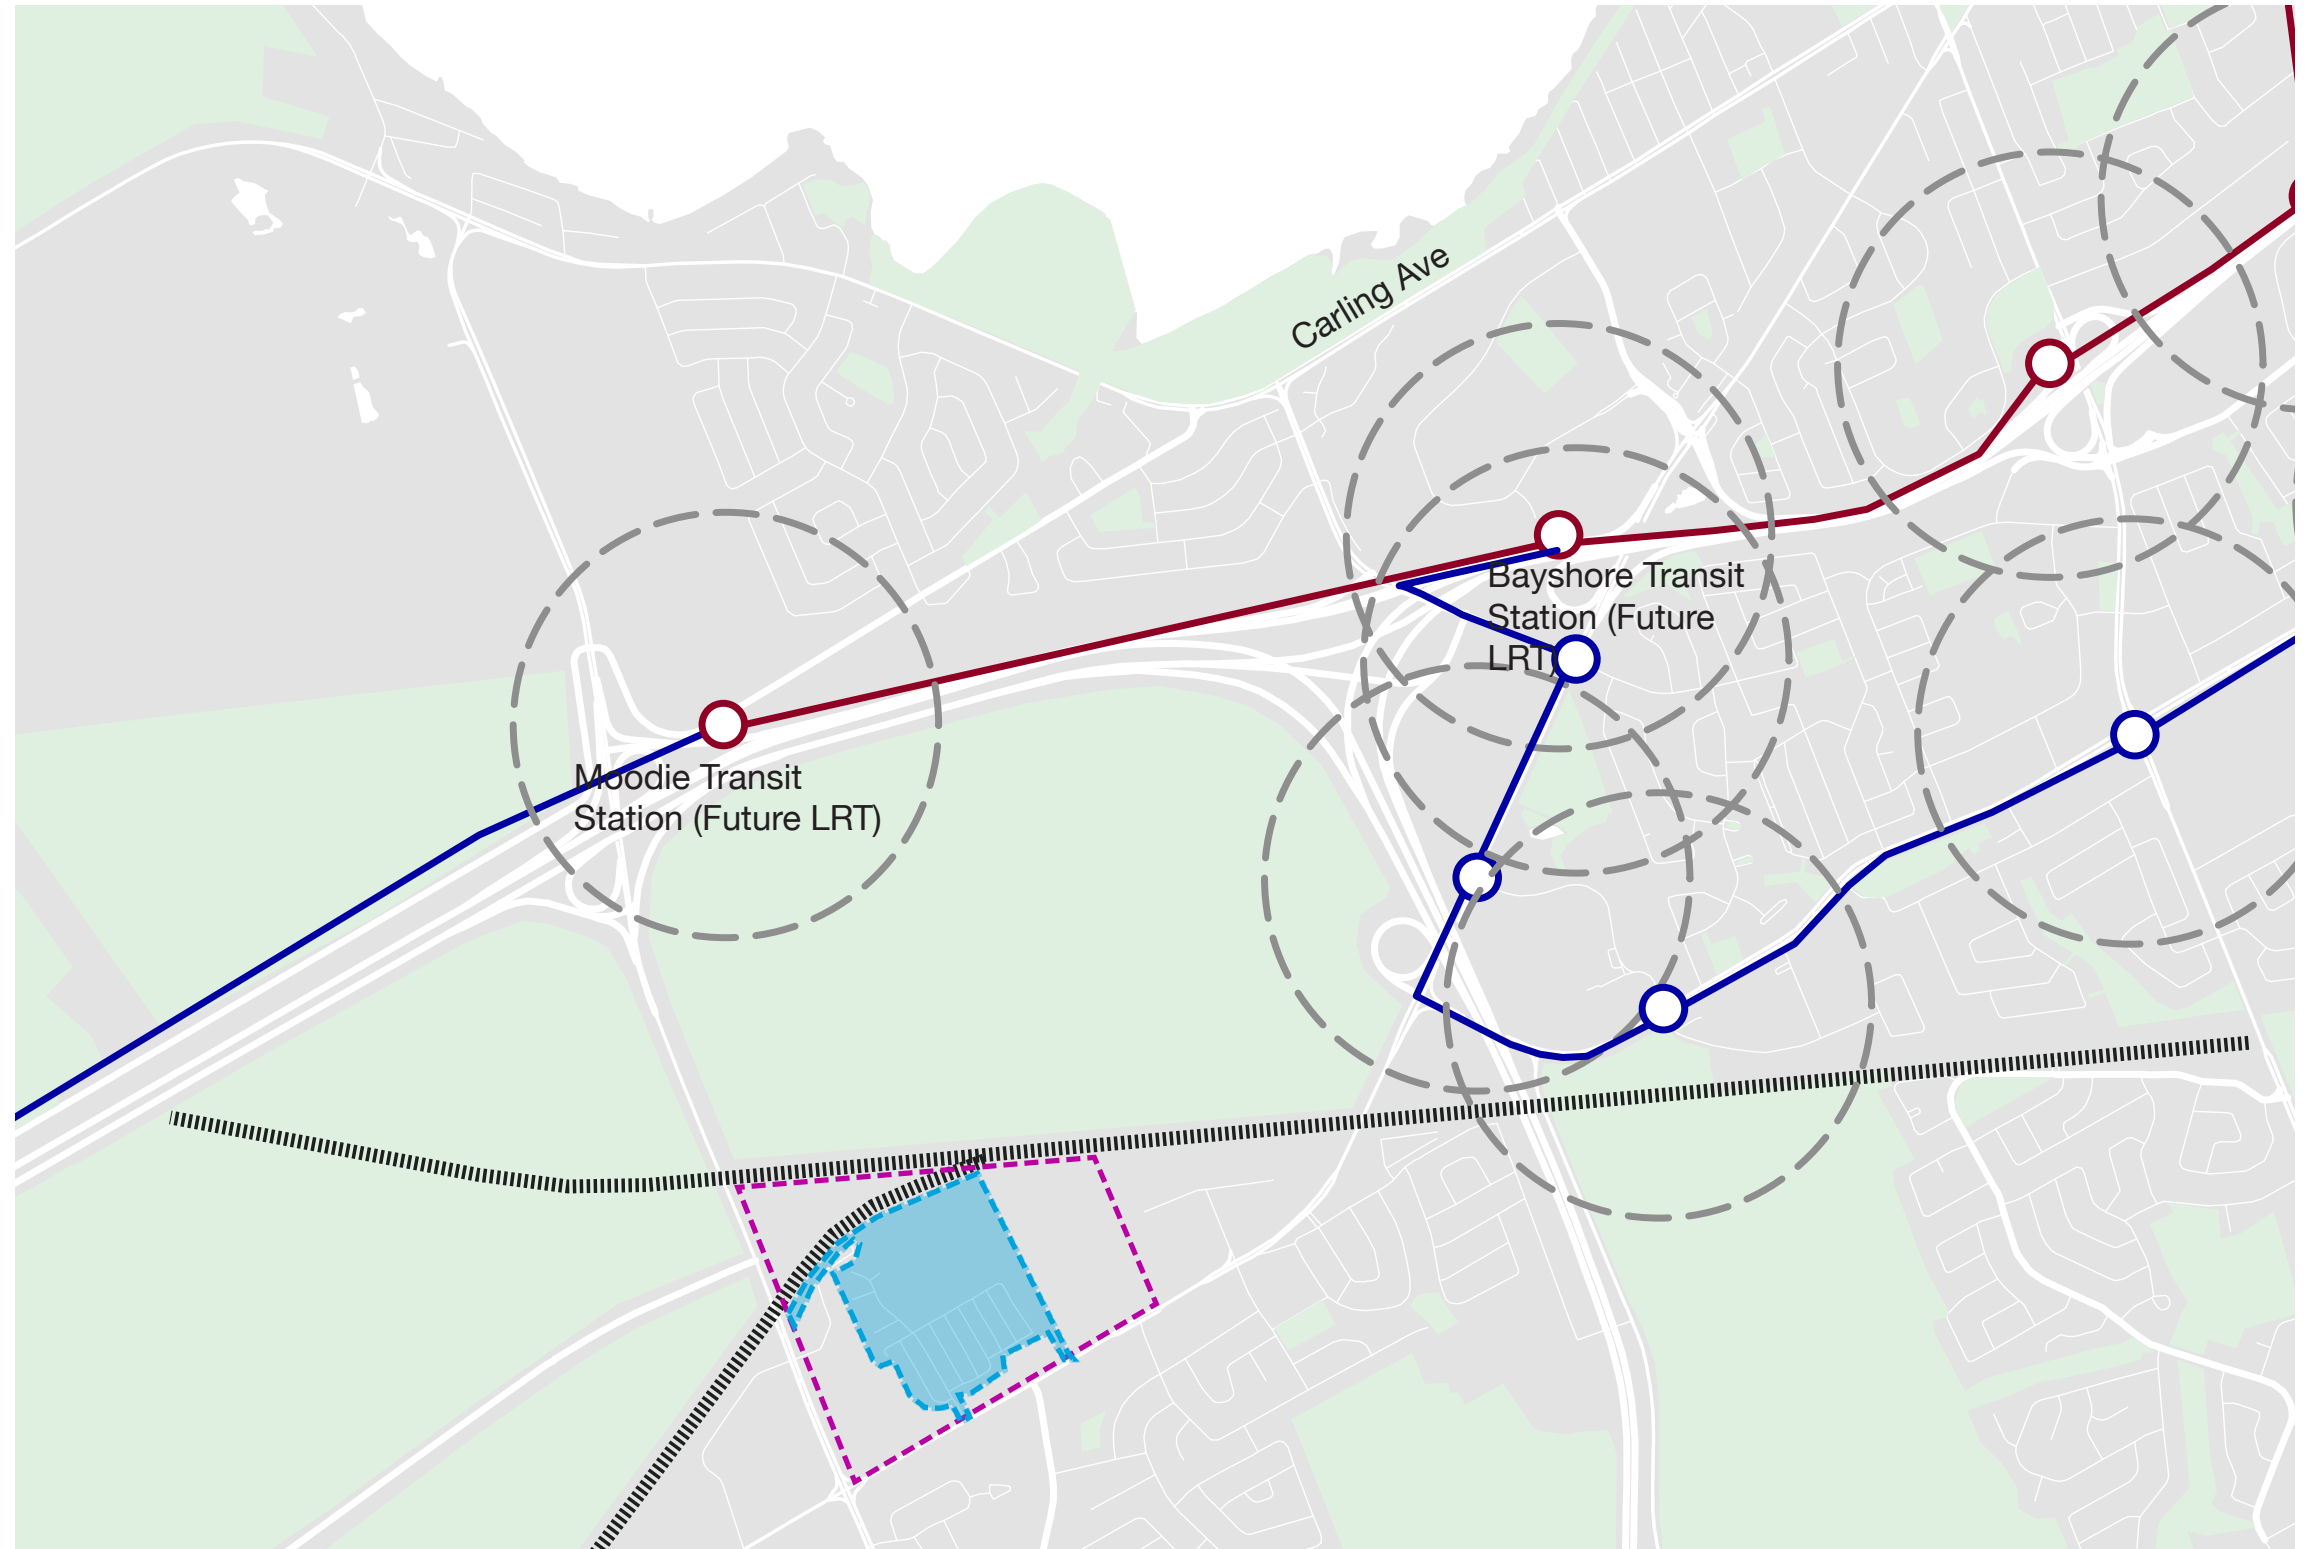 Carling Ave
Bayshore Transit
Station (Future
LRT)
Moodie Transit
Station (Future LRT)